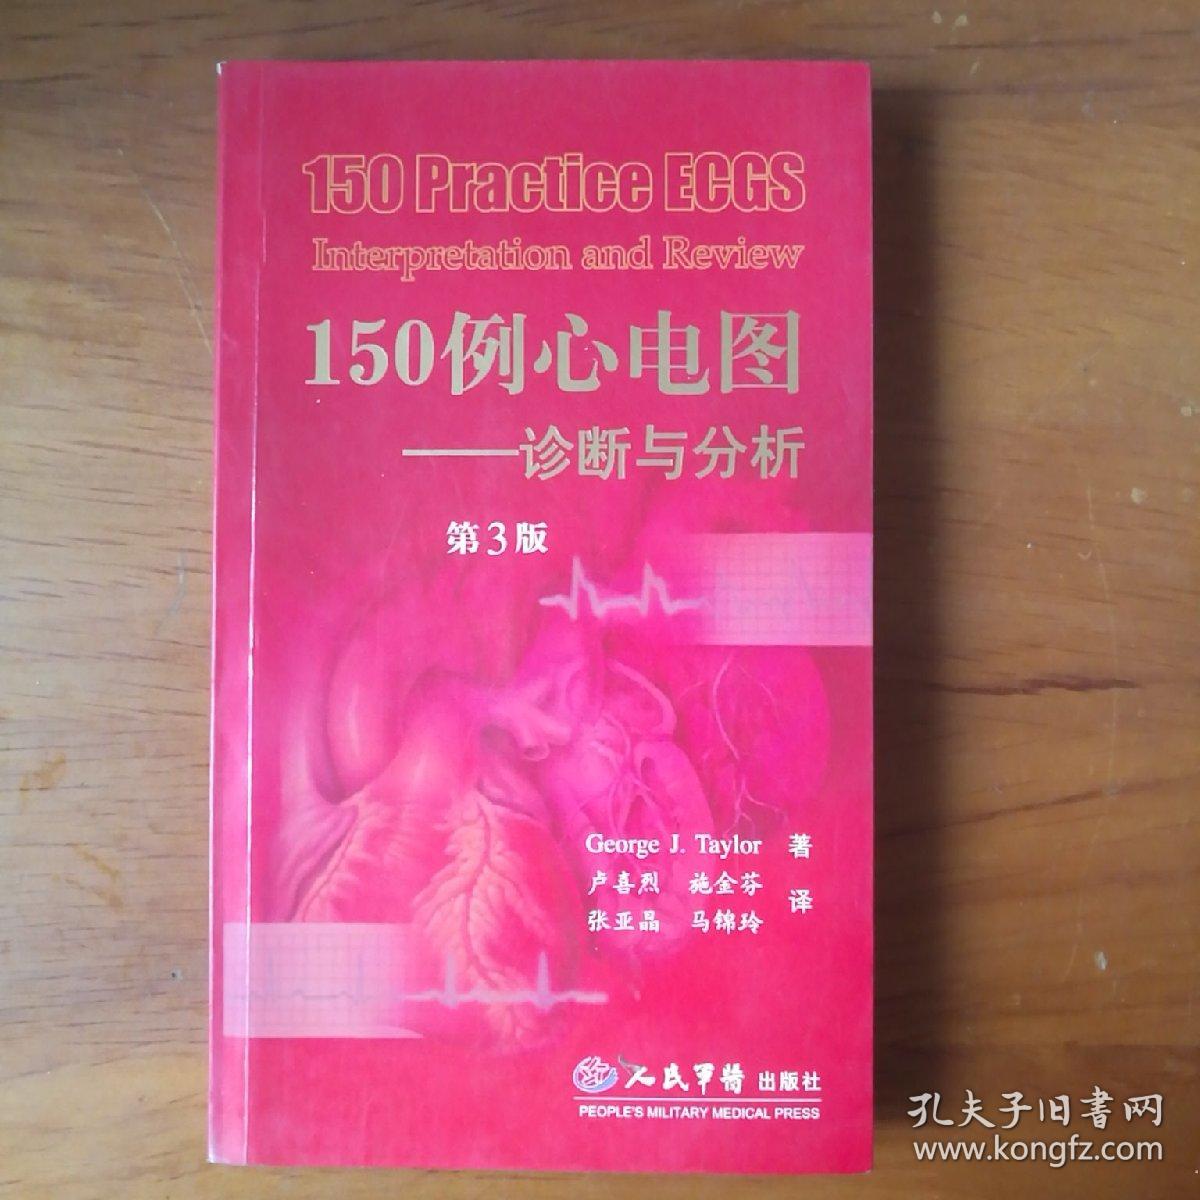 150 Practice ECGS
Interpretation and Review
150例心电图
——诊断与分析
第3版
George J. Taylor 著
卢喜烈 施金芬
译
张亚晶 马锦玲
人民军医 出版社
PEOPLE'S MILITARY MEDICAL PRESS
孔夫子旧書网
www.kongfz.com